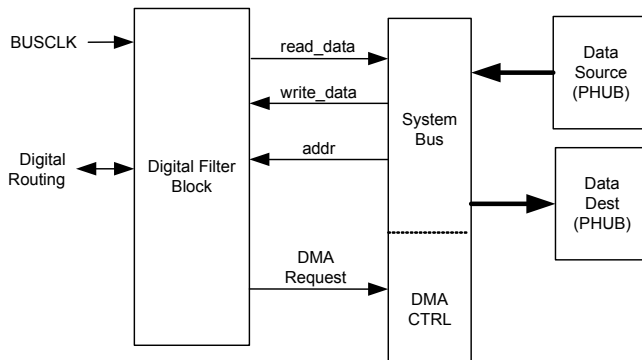 BUSCLK
Digital
Routing
Digital Filter
Block
read_data
write_data
addr
DMA
Request
System
Bus
DMA
CTRL
Data
Source
(PHUB)
Data
Dest
(PHUB)